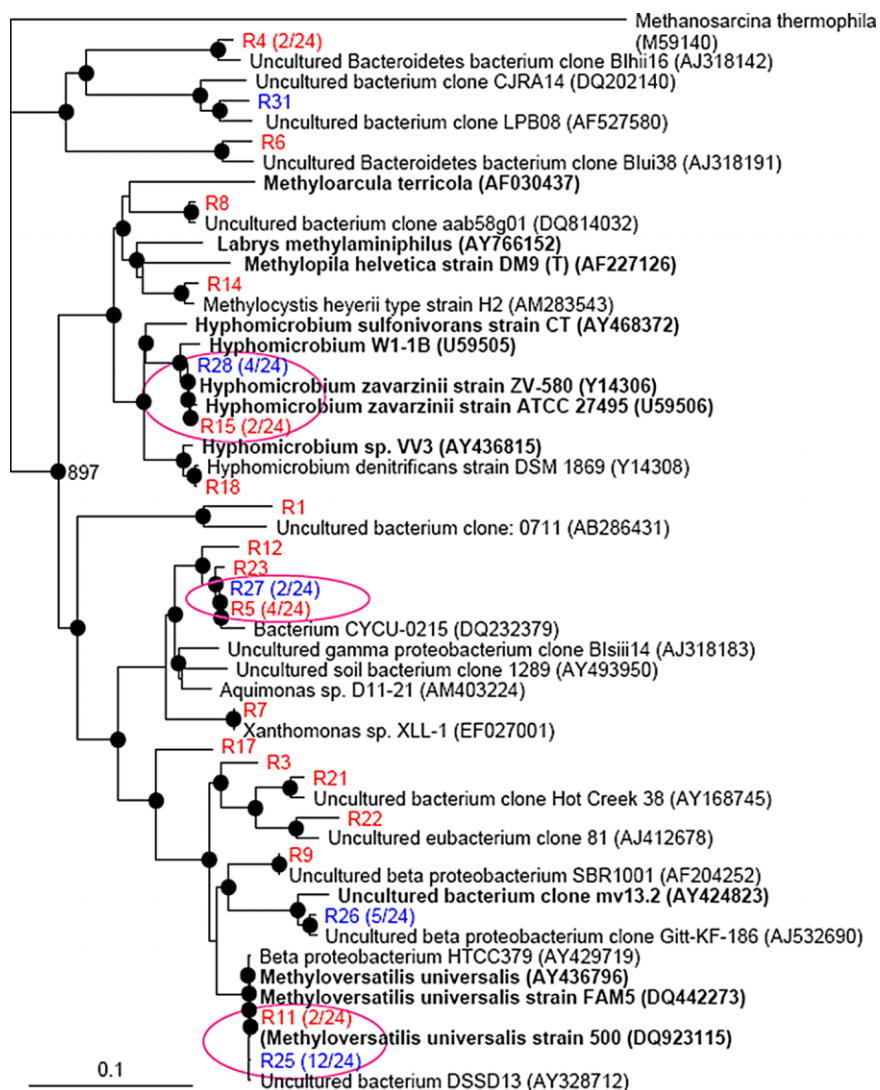 Methanosarcina thermophila
(M59140)
R4 (2/24)
Uncultured Bacteroidetes bacterium clone BIhii16 (AJ318142)
Uncultured bacterium clone CJRA14 (DQ202140)
R31
Uncultured bacterium clone LPB08 (AF527580)
R6
Uncultured Bacteroidetes bacterium clone BIui38 (AJ318191)
Methyloarcula terricola (AF030437)
R8
Uncultured bacterium clone aab58g01 (DQ814032)
Labrys methylaminiphilus (AY766152)
Methylopila helvetica strain DM9 (T) (AF227126)
R14
Methylocystis heyerii type strain H2 (AM283543)
Hyphomicrobium sulfonivorans strain CT (AY468372)
Hyphomicrobium W1-1B (U59505)
R28 (4/24)
Hyphomicrobium zavarzinii strain ZV-580 (Y14306)
Hyphomicrobium zavarzinii strain ATCC 27495 (U59506)
R15 (2/24)
Hyphomicrobium sp. VV3 (AY436815)
Hyphomicrobium denitrificans strain DSM 1869 (Y14308)
897
R18
R1
Uncultured bacterium clone: 0711 (AB286431)
R12
R23
R27 (2/24)
R5 (4/24)
Bacterium CYCU-0215 (DQ232379)
Uncultured gamma proteobacterium clone BIsiii14 (AJ318183)
Uncultured soil bacterium clone 1289 (AY493950)
Aquimonas sp. D11-21 (AM403224)
R7
Xanthomonas sp. XLL-1 (EF027001)
R17
R3
R21
Uncultured bacterium clone Hot Creek 38 (AY168745)
R22
Uncultured eubacterium clone 81 (AJ412678)
R9
Uncultured beta proteobacterium SBR1001 (AF204252)
Uncultured bacterium clone mv13.2 (AY424823)
R26 (5/24)
Uncultured beta proteobacterium clone Gitt-KF-186 (AJ532690)
Beta proteobacterium HTCC379 (AY429719)
Methyloversatilis universalis (AY436796)
Methyloversatilis universalis strain FAM5 (DQ442273)
R11 (2/24)
(Methyloversatilis universalis strain 500 (DQ923115)
R25 (12/24)
Uncultured bacterium DSSD13 (AY328712)
0.1